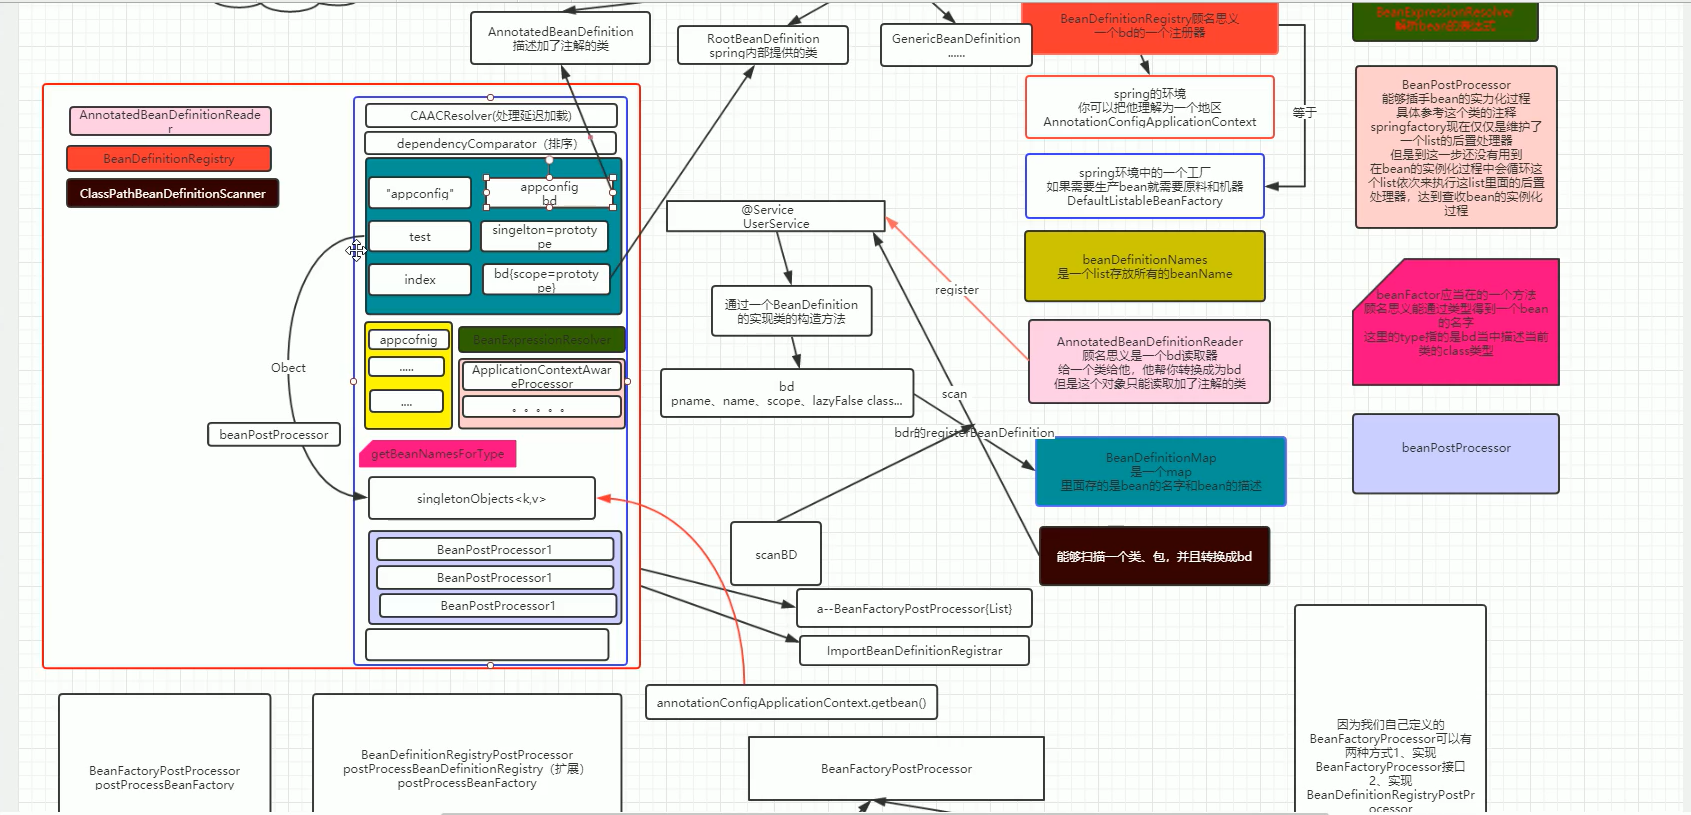 AnnotatedBeanDefinition
描述加了注解的类
RootBeanDefinition
spring内部提供的类
GenericBeanDefinition
......
BeanDefinitionRegistry顾名思义
一个bd的一个注册器
BeanExpressionResolver
解析bean的表达式
AnnotatedBeanDefinitionReade
r
BeanDefinitionRegistry
ClassPathBeanDefinitionScanner
CAACResolver(处理延迟加载)
dependencyComparator（排序）
"appconfig"
appconfig
bd
test
singelton=prototy
pe
index
bd{scope=prototy
pe}
appcofnig
.....
....
BeanExpressionResolver
ApplicationContextAwar
eProcessor
。。。。。
getBeanNamesForType
singletonObjects<k,v>
BeanPostProcessor1
BeanPostProcessor1
BeanPostProcessor1
Obect
beanPostProcessor
@Service
UserService
通过一个BeanDefinition
的实现类的构造方法
bd
pname、name、scope、lazyFalse class...
register
scan
bdr的registerBeanDefinition
scanBD
a--BeanFactoryPostProcessor{List}
ImportBeanDefinitionRegistrar
annotationConfigApplicationContext.getbean()
spring的环境
你可以把他理解为一个地区
AnnotationConfigApplicationContext
等于
spring环境中的一个工厂
如果需要生产bean就需要原料和机器
DefaultListableBeanFactory
beanDefinitionNames
是一个list存放所有的beanName
AnnotatedBeanDefinitionReader
顾名思义是一个bd读取器
给一个类给他，他帮你转换成为bd
但是这个对象只能读取加了注解的类
BeanDefinitionMap
是一个map
里面存的是bean的名字和bean的描述
能够扫描一个类、包，并且转换成bd
BeanPostProcessor
能够插手bean的实力化过程
具体参考这个类的注释
springfactory现在仅仅是维护了
一个list的后置处理器
但是到这一步还没有用到
在bean的实例化过程中会循环这
个list依次来执行这list里面的后置
处理器，达到查收bean的实例化
过程
beanFactor应当在的一个方法
顾名思义能通过类型得到一个bean
的名字
这里的type指的是bd当中描述当前
类的class类型
beanPostProcessor
BeanFactoryPostProcessor
postProcessBeanFactory
BeanDefinitionRegistryPostProcessor
postProcessBeanDefinitionRegistry（扩展）
postProcessBeanFactory
BeanFactoryPostProcessor
因为我们自己定义的
BeanFactoryProcessor可以有
两种方式1、实现
BeanFactoryProcessor接口
2、实现
BeanDefinitionRegistryPostPr
ocessor